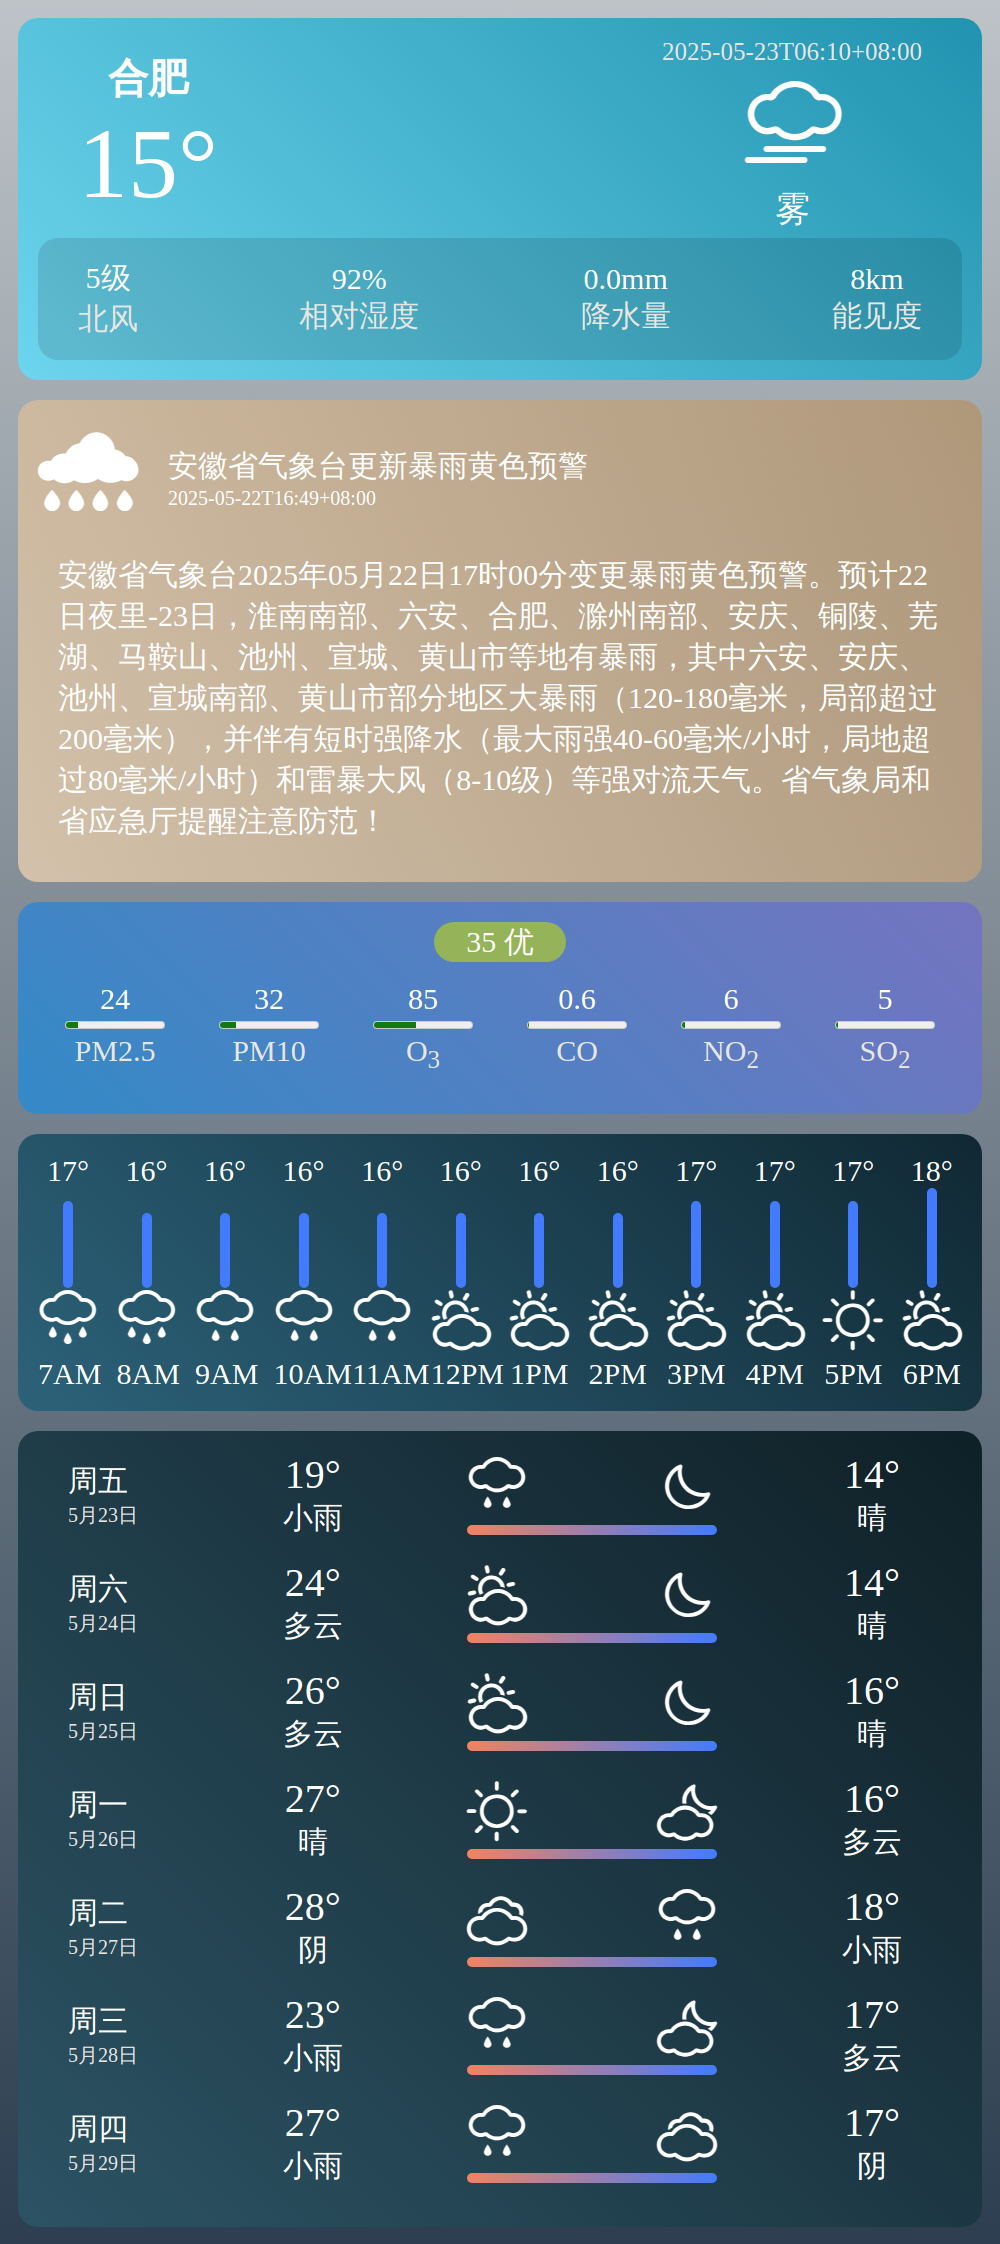 合肥
15°
2025-05-23T06:10+08:00
雾
5级 92% 0.0mm 8km
北风 相对湿度 降水量 能见度
安徽省气象台更新暴雨黄色预警
2025-05-22T16:49+08:00
安徽省气象台2025年05月22日17时00分变更暴雨黄色预警。预计22
日夜里-23日，淮南南部、六安、合肥、滁州南部、安庆、铜陵、芜
湖、马鞍山、池州、宣城、黄山市等地有暴雨，其中六安、安庆、
池州、宣城南部、黄山市部分地区大暴雨（120-180毫米，局部超过
200毫米），并伴有短时强降水（最大雨强40-60毫米/小时，局地超
过80毫米/小时）和雷暴大风（8-10级）等强对流天气。省气象局和
省应急厅提醒注意防范！
35 优
24 32 85 0.6 6 5
PM2.5 PM10 O3 CO NO2 SO2
17° 16° 16° 16° 16° 16° 16° 16° 17° 17° 17° 18°
7AM 8AM 9AM 10AM 11AM 12PM 1PM 2PM 3PM 4PM 5PM 6PM
周五 19° 14°
5月23日 小雨 晴
周六 24° 14°
5月24日 多云 晴
周日 26° 16°
5月25日 多云 晴
周一 27° 16°
5月26日 晴 多云
周二 28° 18°
5月27日 阴 小雨
周三 23° 17°
5月28日 小雨 多云
周四 27° 17°
5月29日 小雨 阴